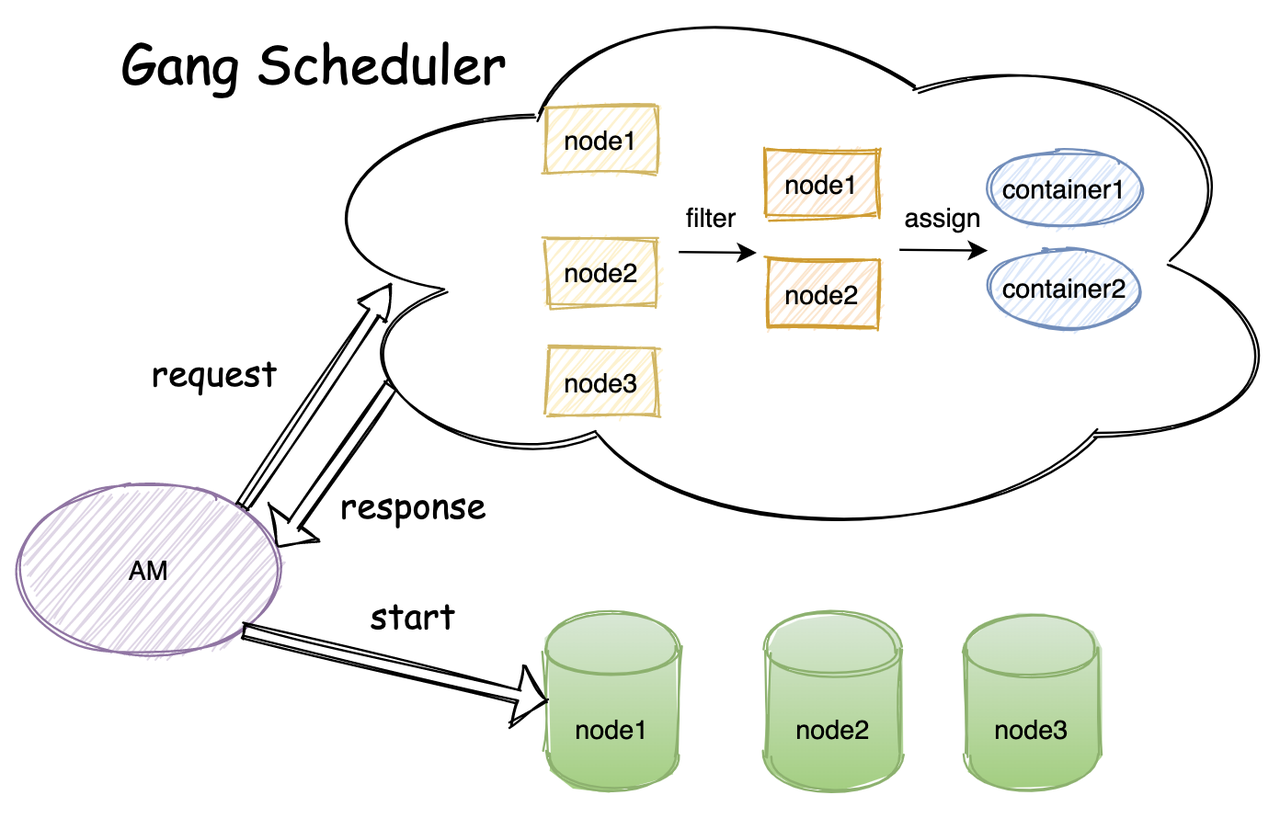 Gang Scheduler
node1
node2
node3
filter
node1
node2
assign
container1
container2
request
response
AM
start
node1
node2
node3